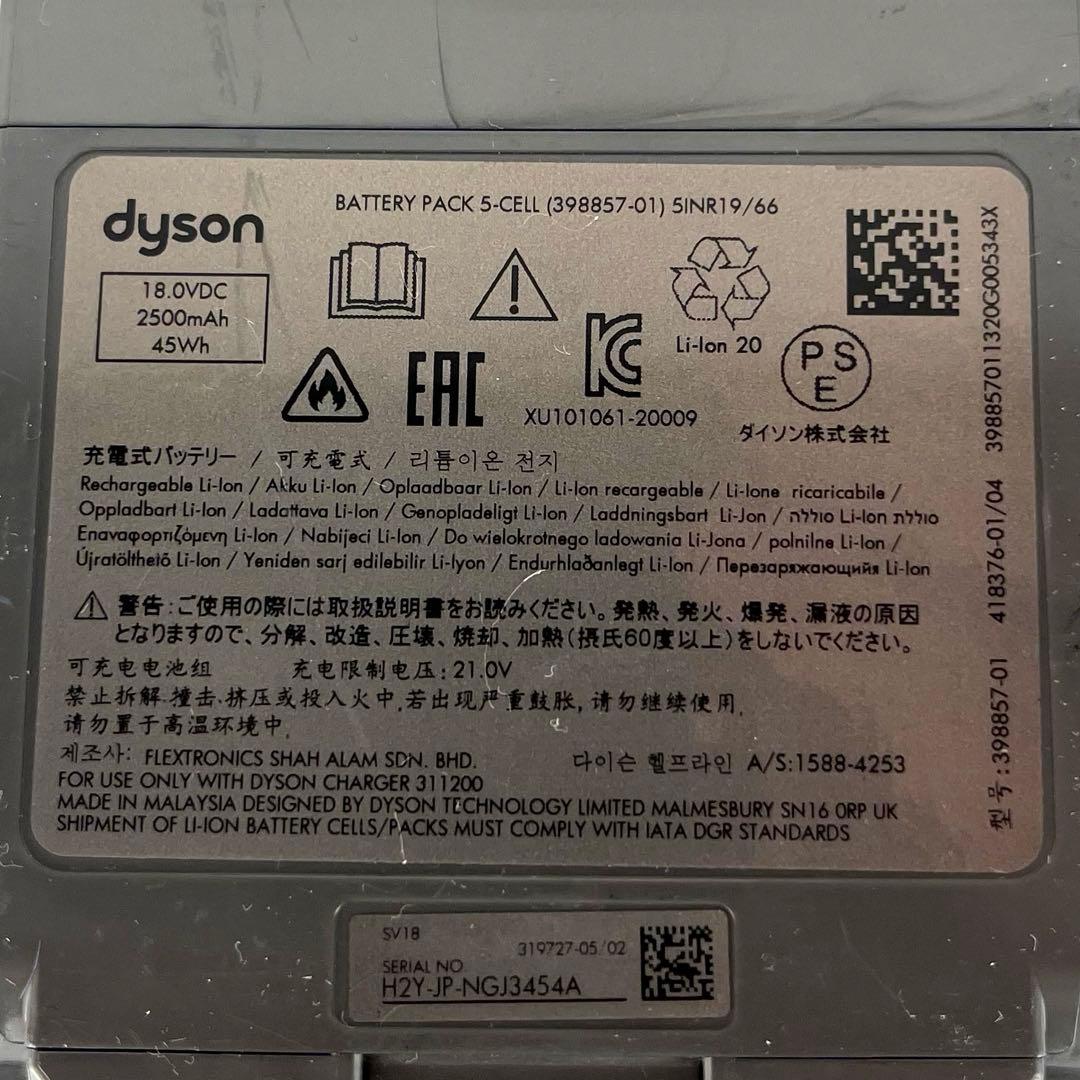 dyson
BATTERY PACK 5-CELL (398857-01) 5INR19/66
18.0VDC
2500mAh
45Wh
Li-Ion 20
EAC
XU101061-20009
PSE
ダイソン株式会社
充電式バッテリー / 可充電式 / 리튬이온 전지
Rechargeable Li-Ion / Akku Li-Ion / Oplaadbaar Li-Ion / Li-Ion recargeable / Li-Ione ricaricabile /
Oppladbart Li-Ion / Ladattava Li-Ion / Genopladeligt Li-Ion / Laddningsbart Li-Jon / סוללה Li-Ion סוללת
Επαναφορτιζόμενη Li-Ion / Nabíjecí Li-Ion / Do wielokrotnego ladowania Li-Jona / polnilne Li-Ion /
Újratölthető Li-Ion / Yeniden sarj edilebilir Li-Iyon / Endurhlaðanlegt Li-Ion / Перезаряжающийся Li-Ion
警告:ご使用の際には取扱説明書をお読みください。発熱、発火、爆発、漏液の原因
となりますので、分解、改造、圧壊、焼却、加熱(摂氏60度以上)をしないでください。
可充电电池组 充电限制电压:21.0V
禁止拆解.撞击.挤压或投入火中.若出现严重鼓胀,请勿继续使用.
请勿置于高温环境中.
제조사: FLEXTRONICS SHAH ALAM SDN. BHD. 다이슨 헬프라인 A/S:1588-4253
FOR USE ONLY WITH DYSON CHARGER 311200
MADE IN MALAYSIA DESIGNED BY DYSON TECHNOLOGY LIMITED MALMESBURY SN16 0RP UK
SHIPMENT OF LI-ION BATTERY CELLS/PACKS MUST COMPLY WITH IATA DGR STANDARDS
型号:398857-01 418376-01/04 398857011320G005343X
SV18
319727-05/02
SERIAL NO.
H2Y-JP-NGJ3454A